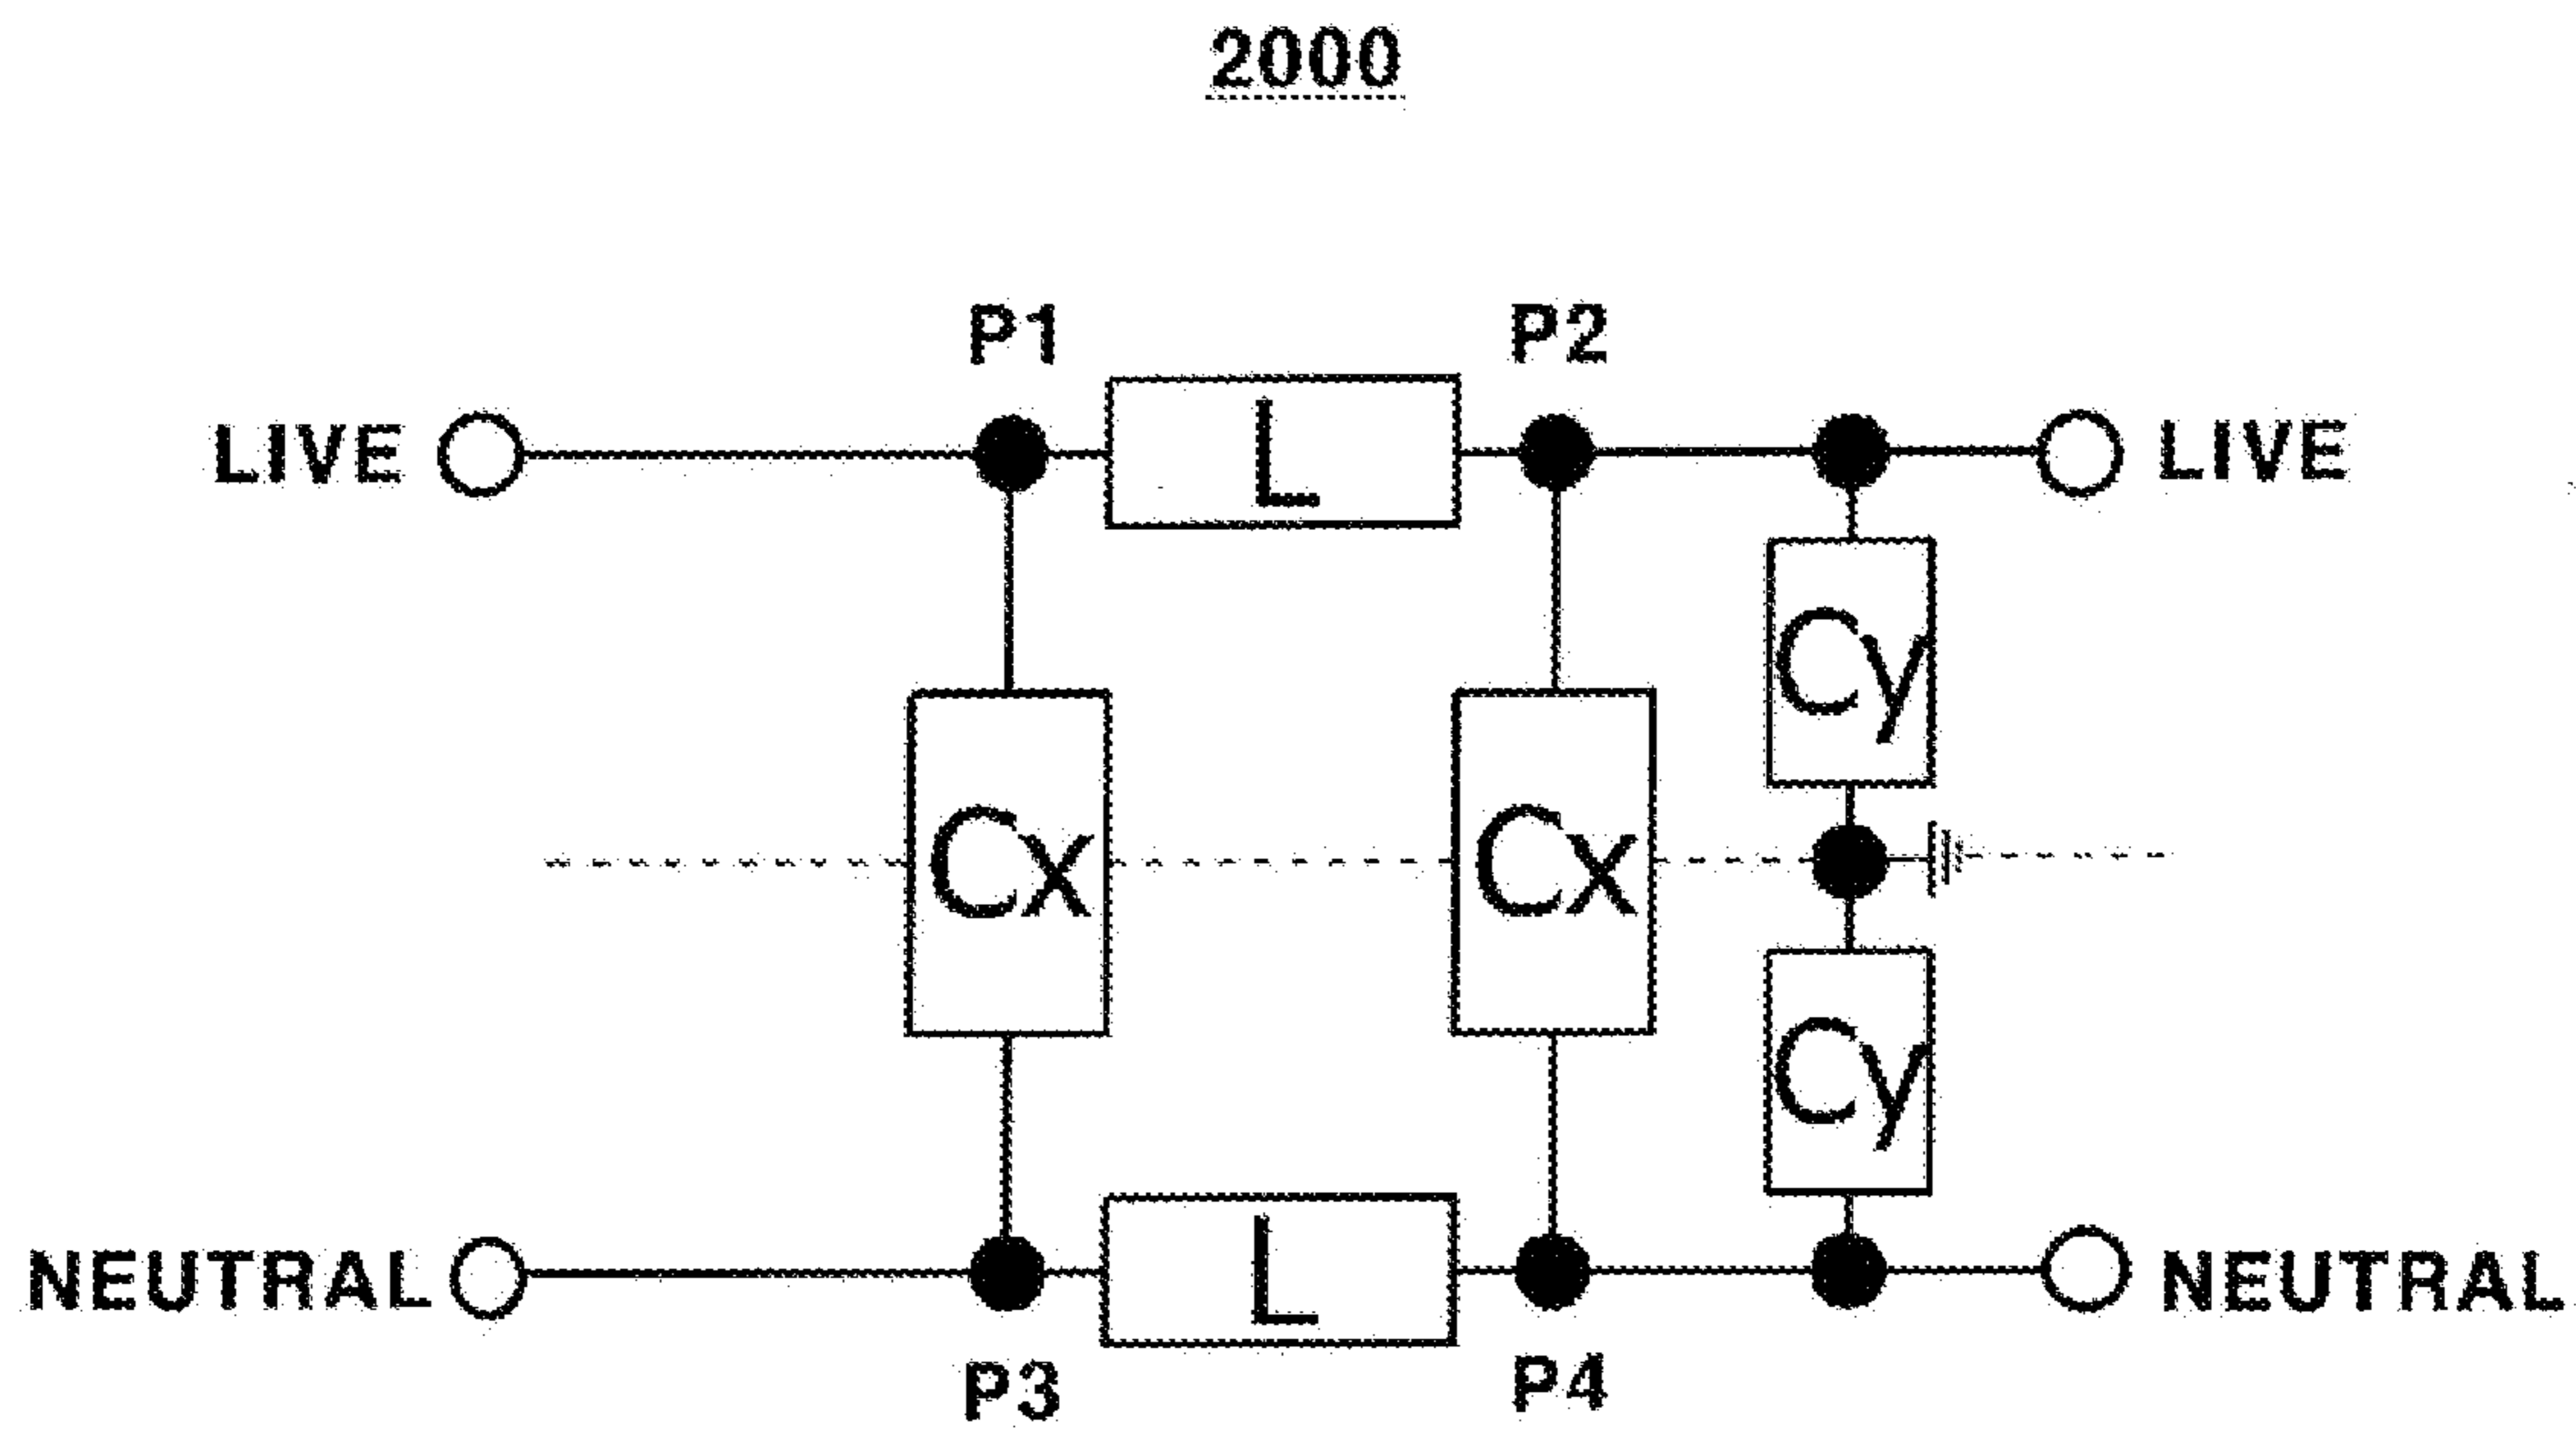 2000
P1 P2
LIVE L LIVE
Cy
Cx Cx
Cy
NEUTRAL L NEUTRAL
P3 P4